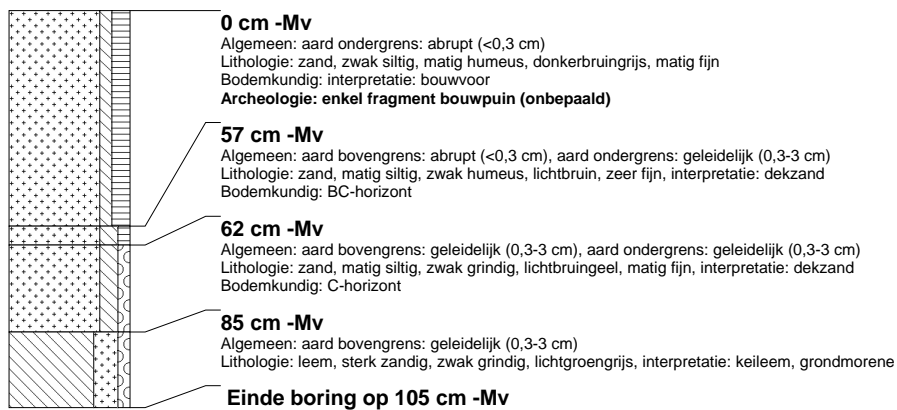 0 cm -Mv
Algemeen: aard ondergrens: abrupt (<0,3 cm)
Lithologie: zand, zwak siltig, matig humeus, donkerbruingrijs, matig fijn
Bodemkundig: interpretatie: bouwvoor
Archeologie: enkel fragment bouwpuin (onbepaald)
57 cm -Mv
Algemeen: aard bovengrens: abrupt (<0,3 cm), aard ondergrens: geleidelijk (0,3-3 cm)
Lithologie: zand, matig siltig, zwak humeus, lichtbruin, zeer fijn, interpretatie: dekzand
Bodemkundig: BC-horizont
62 cm -Mv
Algemeen: aard bovengrens: geleidelijk (0,3-3 cm), aard ondergrens: geleidelijk (0,3-3 cm)
Lithologie: zand, matig siltig, zwak grindig, lichtbruingeel, matig fijn, interpretatie: dekzand
Bodemkundig: C-horizont
85 cm -Mv
Algemeen: aard bovengrens: geleidelijk (0,3-3 cm)
Lithologie: leem, sterk zandig, zwak grindig, lichtgroengrijs, interpretatie: keileem, grondmorene
Einde boring op 105 cm -Mv